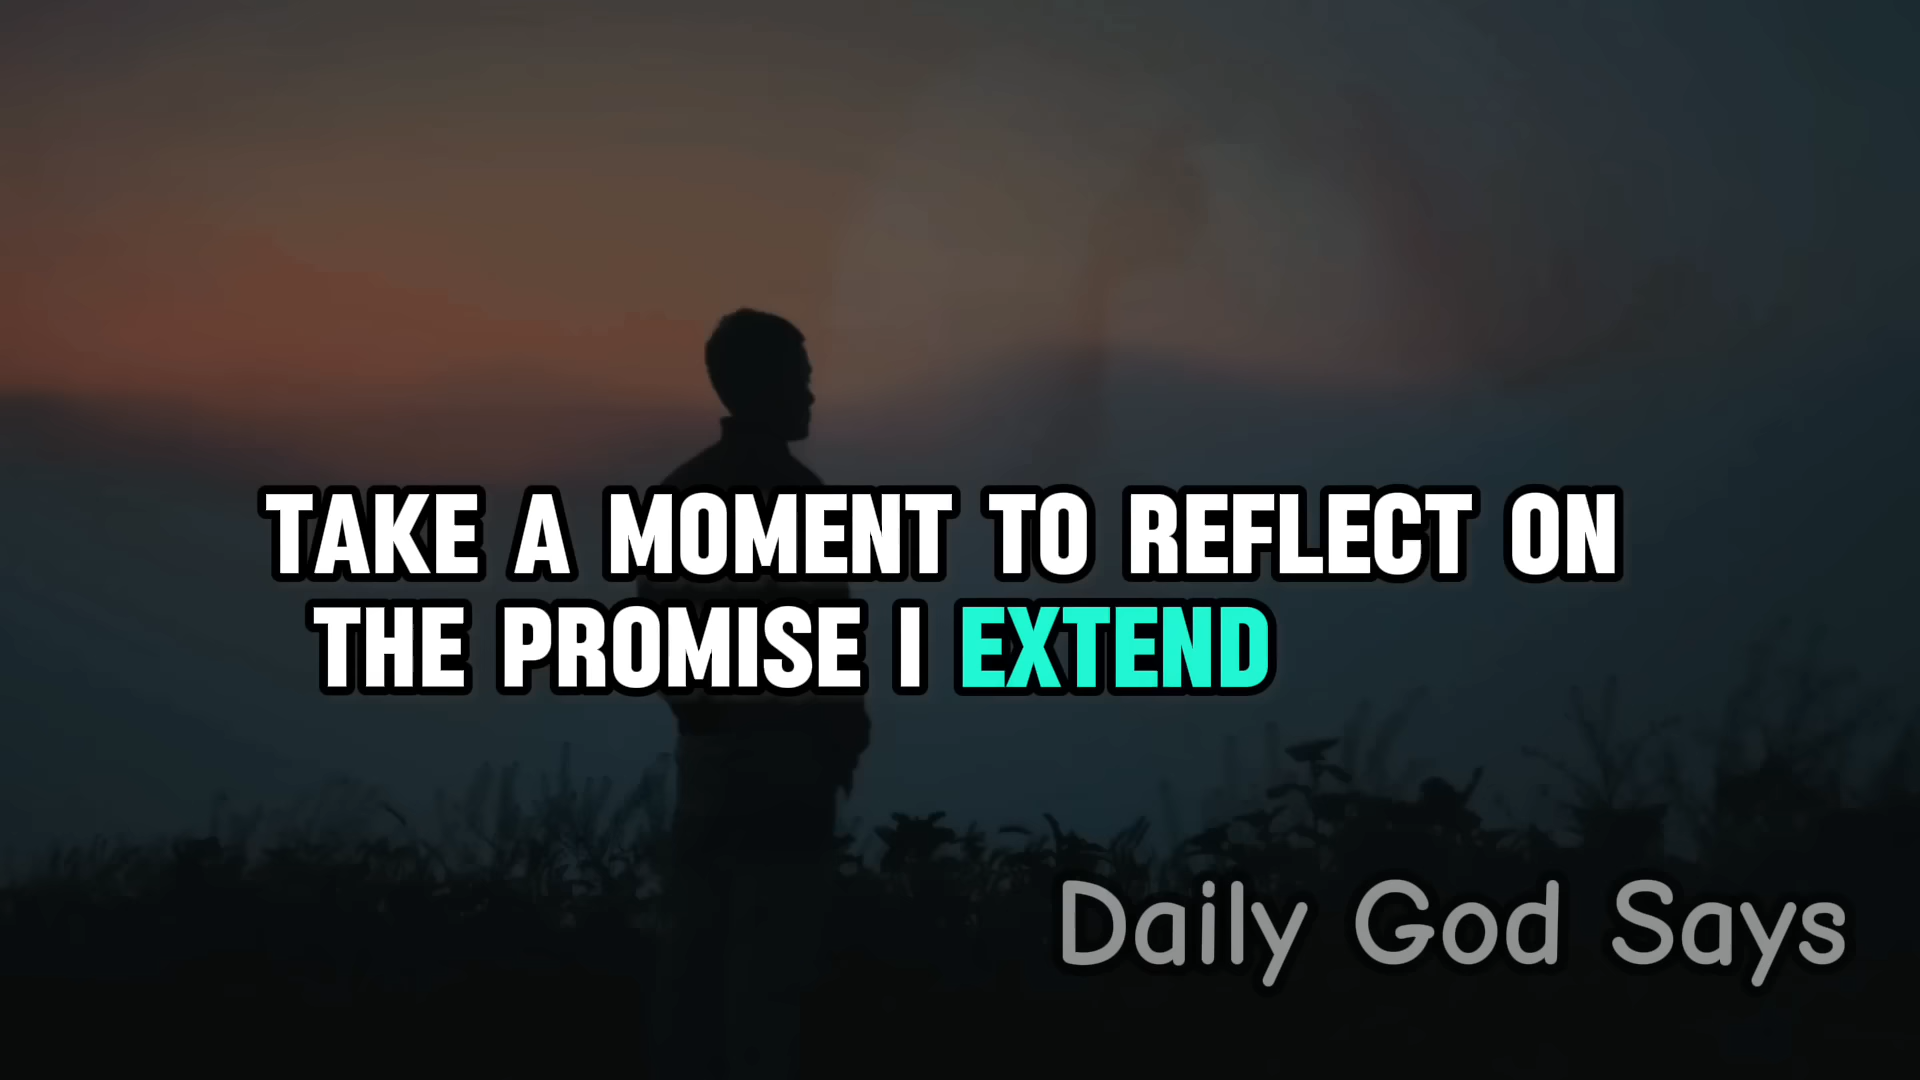 TAKE A MOMENT TO REFLECT ON
THE PROMISE I EXTEND
Daily God Says